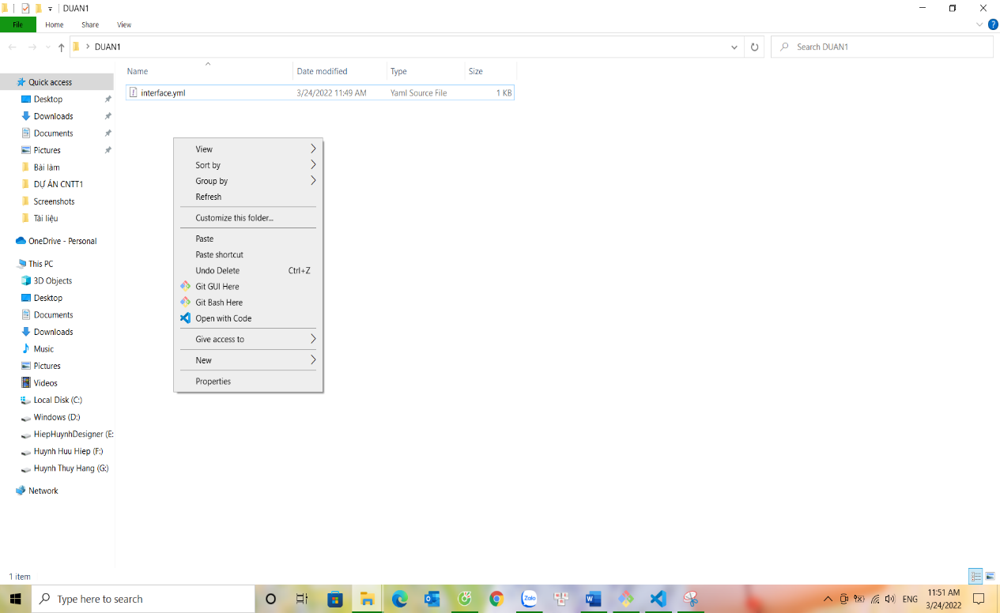 DUAN1
File Home Share View
DUAN1
Search DUAN1
Name Date modified Type Size
interface.yml 3/24/2022 11:49 AM Yaml Source File 1 KB
Quick access
Desktop
Downloads
Documents
Pictures
Bài làm
DỰ ÁN CNTT1
Screenshots
Tài liệu
OneDrive - Personal
This PC
3D Objects
Desktop
Documents
Downloads
Music
Pictures
Videos
Local Disk (C:)
Windows (D:)
HiepHuynhDesigner (E:
Huynh Huu Hiep (F:)
Huynh Thuy Hang (G:)
Network
View
Sort by
Group by
Refresh
Customize this folder...
Paste
Paste shortcut
Undo Delete Ctrl+Z
Git GUI Here
Git Bash Here
Open with Code
Give access to
New
Properties
1 item
Type here to search
Zalo
ENG
11:51 AM
3/24/2022